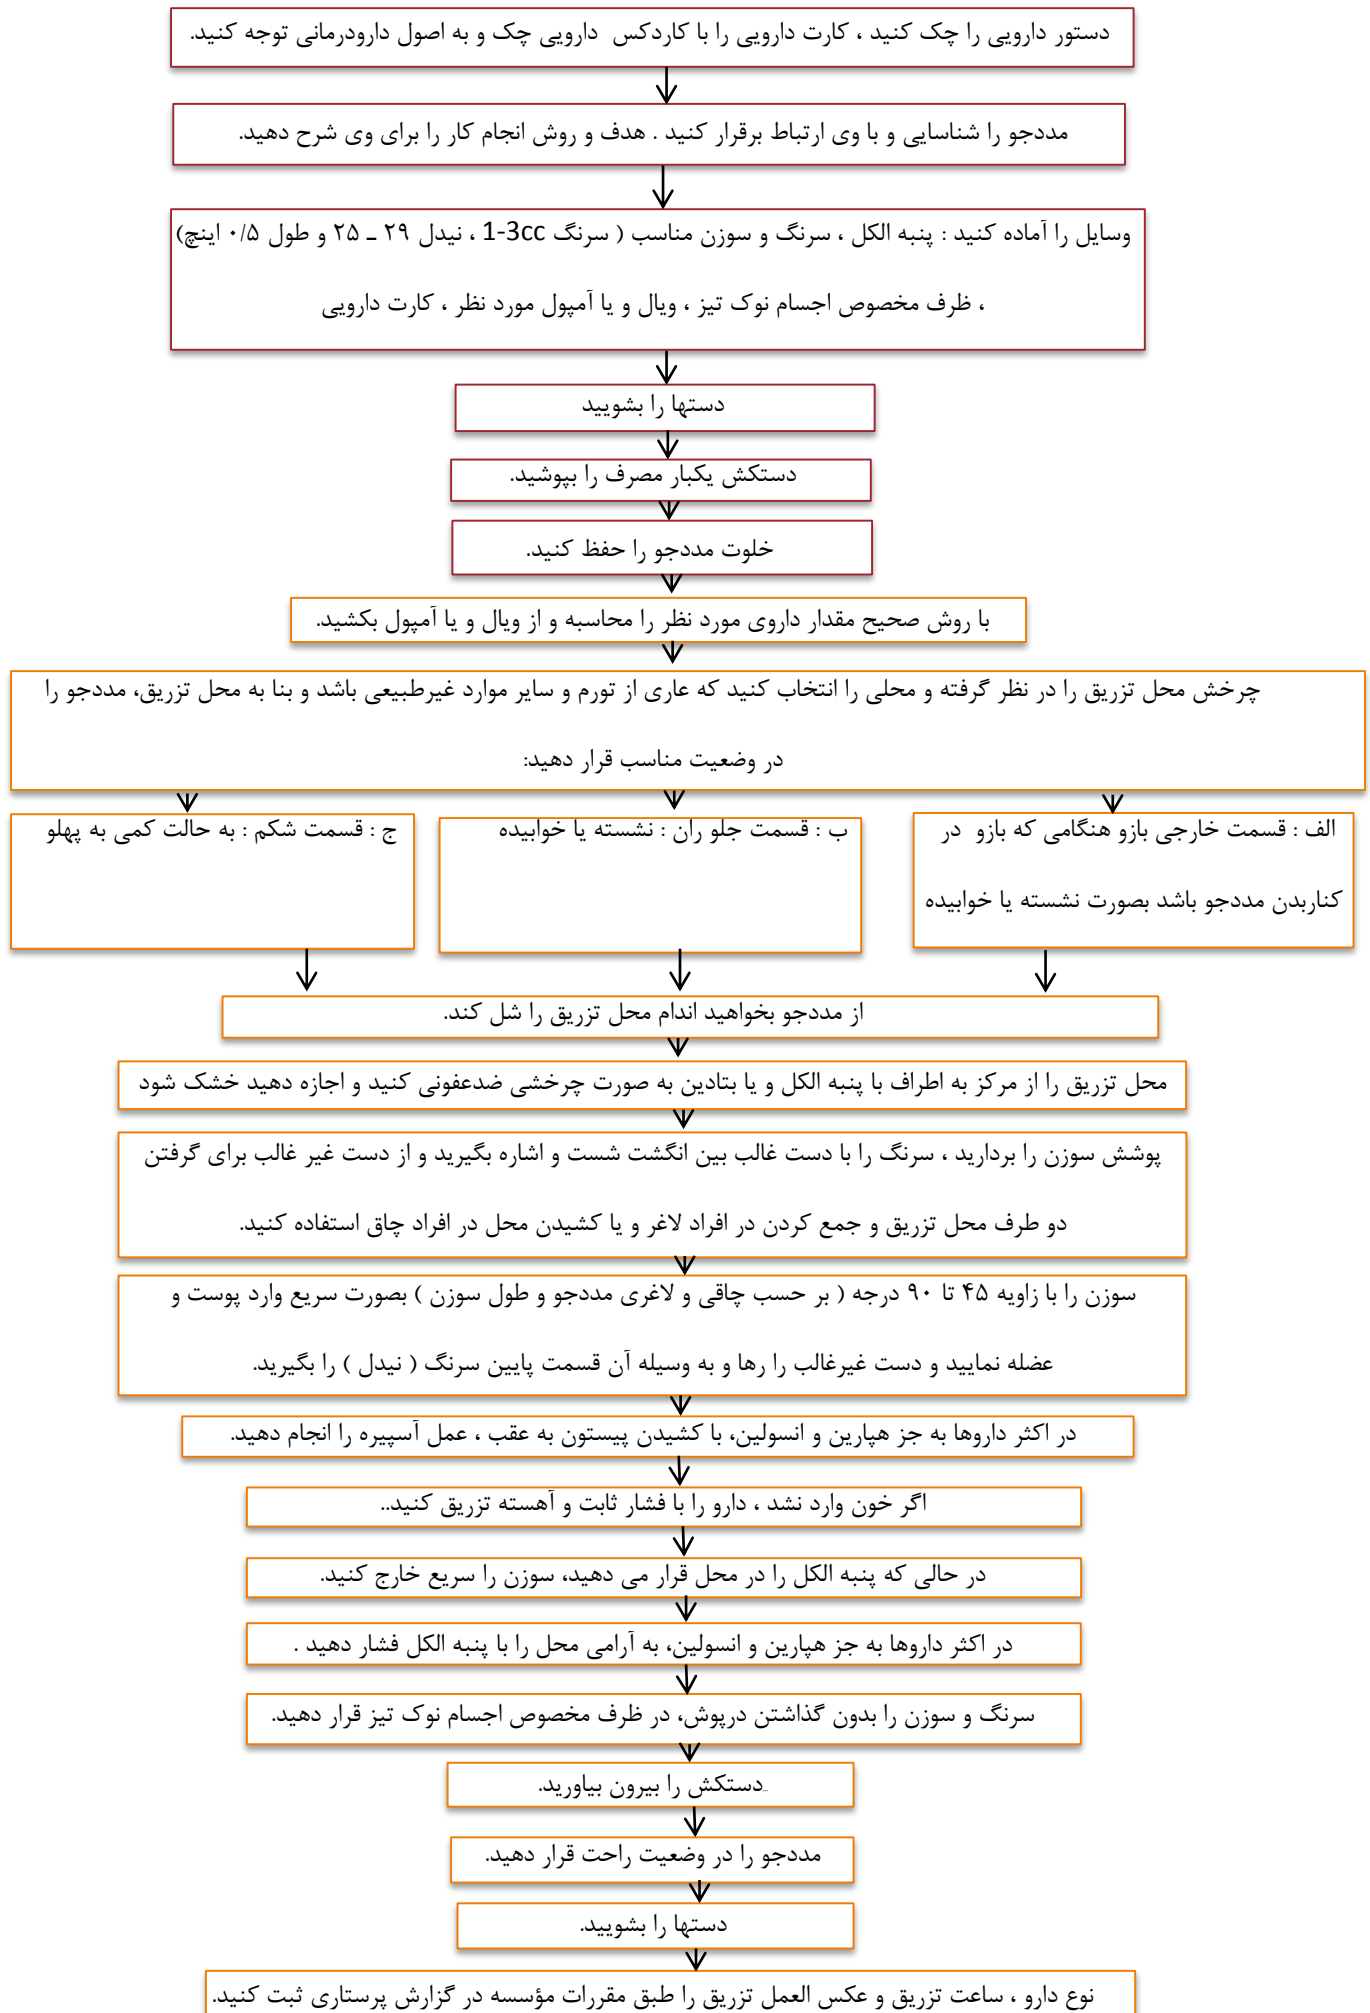 دستور دارویی را چک کنید ، کارت دارویی را با کاردکس دارویی چک و به اصول دارودرمانی توجه کنید.
مددجو را شناسایی و با وی ارتباط برقرار کنید . هدف و روش انجام کار را برای وی شرح دهید.
وسایل را آماده کنید : پنبه الکل ، سرنگ و سوزن مناسب ( سرنگ 1-3cc ، نیدل ۲۹ ـ ۲۵ و طول ۰/۵ اینچ)
، ظرف مخصوص اجسام نوک تیز ، ویال و یا آمپول مورد نظر ، کارت دارویی
دستها را بشویید
دستکش یکبار مصرف را بپوشید.
خلوت مددجو را حفظ کنید.
با روش صحیح مقدار داروی مورد نظر را محاسبه و از ویال و یا آمپول بکشید.
چرخش محل تزریق را در نظر گرفته و محلی را انتخاب کنید که عاری از تورم و سایر موارد غیرطبیعی باشد و بنا به محل تزریق، مددجو را
در وضعیت مناسب قرار دهید:
الف : قسمت خارجی بازو هنگامی که بازو در
کناربدن مددجو باشد بصورت نشسته یا خوابیده
ب : قسمت جلو ران : نشسته یا خوابیده
ج : قسمت شکم : به حالت کمی به پهلو
از مددجو بخواهید اندام محل تزریق را شل کند.
محل تزریق را از مرکز به اطراف با پنبه الکل و یا بتادین به صورت چرخشی ضدعفونی کنید و اجازه دهید خشک شود
پوشش سوزن را بردارید ، سرنگ را با دست غالب بین انگشت شست و اشاره بگیرید و از دست غیر غالب برای گرفتن
دو طرف محل تزریق و جمع کردن در افراد لاغر و یا کشیدن محل در افراد چاق استفاده کنید.
سوزن را با زاویه ۴۵ تا ۹۰ درجه ( بر حسب چاقی و لاغری مددجو و طول سوزن ) بصورت سریع وارد پوست و
عضله نمایید و دست غیرغالب را رها و به وسیله آن قسمت پایین سرنگ ( نیدل ) را بگیرید.
در اکثر داروها به جز هپارین و انسولین، با کشیدن پیستون به عقب ، عمل آسپیره را انجام دهید.
اگر خون وارد نشد ، دارو را با فشار ثابت و آهسته تزریق کنید..
در حالی که پنبه الکل را در محل قرار می دهید، سوزن را سریع خارج کنید.
در اکثر داروها به جز هپارین و انسولین، به آرامی محل را با پنبه الکل فشار دهید .
سرنگ و سوزن را بدون گذاشتن درپوش، در ظرف مخصوص اجسام نوک تیز قرار دهید.
دستکش را بیرون بیاورید.
مددجو را در وضعیت راحت قرار دهید.
دستها را بشویید.
نوع دارو ، ساعت تزریق و عکس العمل تزریق را طبق مقررات مؤسسه در گزارش پرستاری ثبت کنید.